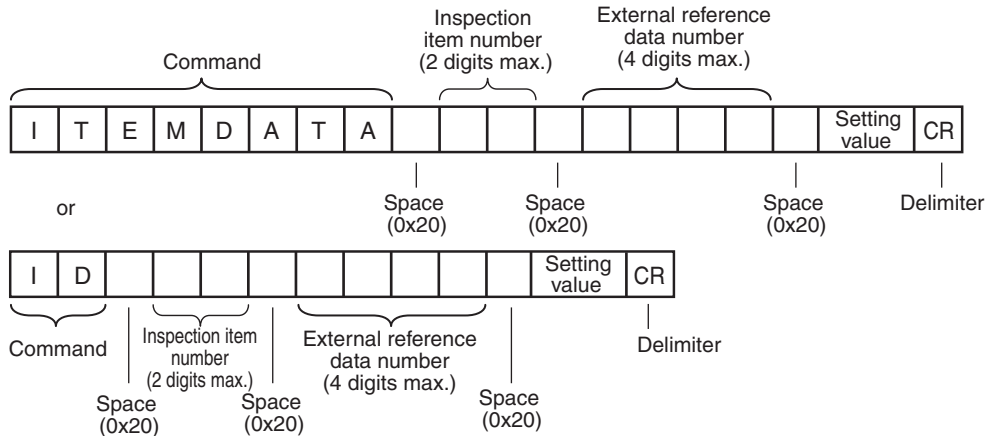 Command
Inspection
item number
(2 digits max.)
External reference
data number
(4 digits max.)
I T E M D A T A Setting value CR
Space
(0x20)
Space
(0x20)
Space
(0x20)
Delimiter
or
I D Setting value CR
Command
Inspection item
number
(2 digits max.)
External reference
data number
(4 digits max.)
Delimiter
Space
(0x20)
Space
(0x20)
Space
(0x20)